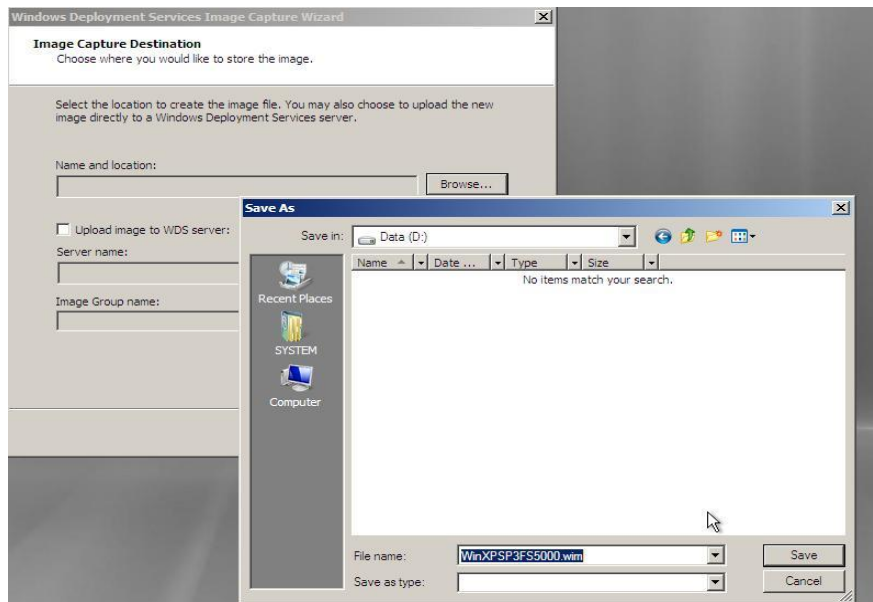 Windows Deployment Services Image Capture Wizard
Image Capture Destination
Choose where you would like to store the image.
Select the location to create the image file. You may also choose to upload the new
image directly to a Windows Deployment Services server.
Name and location:
Browse...
Upload image to WDS server:
Server name:
Image Group name:
Save As
Save in:
Data (D:)
Name
Date ...
Type
Size
No items match your search.
Recent Places
SYSTEM
Computer
File name:
WinXPSP3FS5000.wim
Save
Save as type:
Cancel